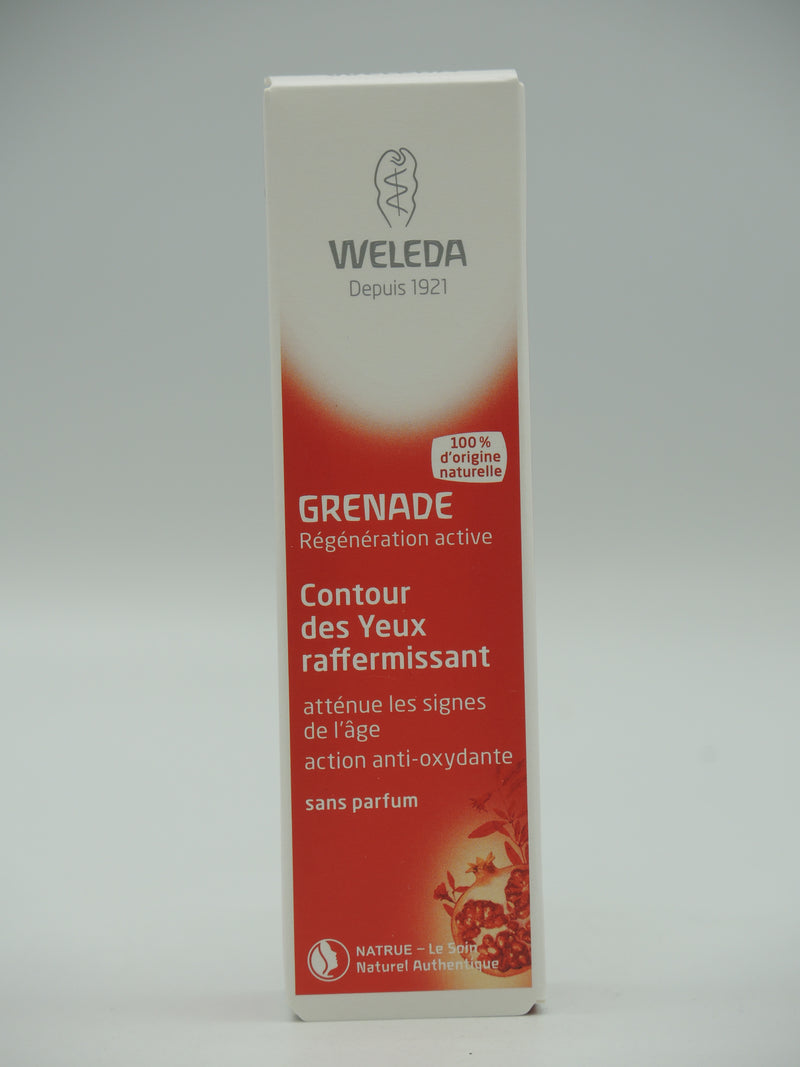 WELEDA
Depuis 1921
100 %
d'origine
naturelle
GRENADE
Régénération active
Contour
des Yeux
raffermissant
atténue les signes
de l'âge
action anti-oxydante
sans parfum
NATRUE – Le Soin
Naturel Authentique